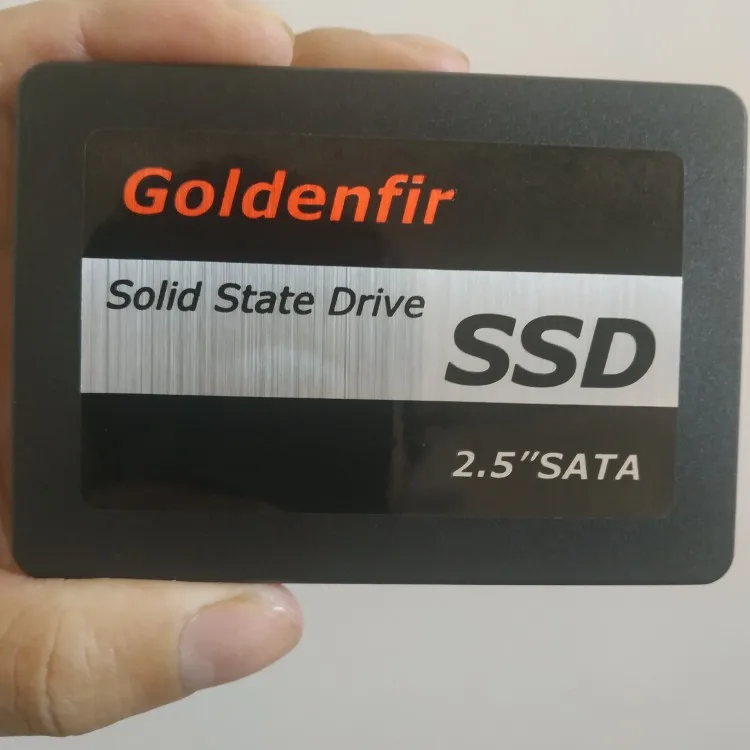 Goldenfir
Solid State Drive
SSD
2.5″SATA